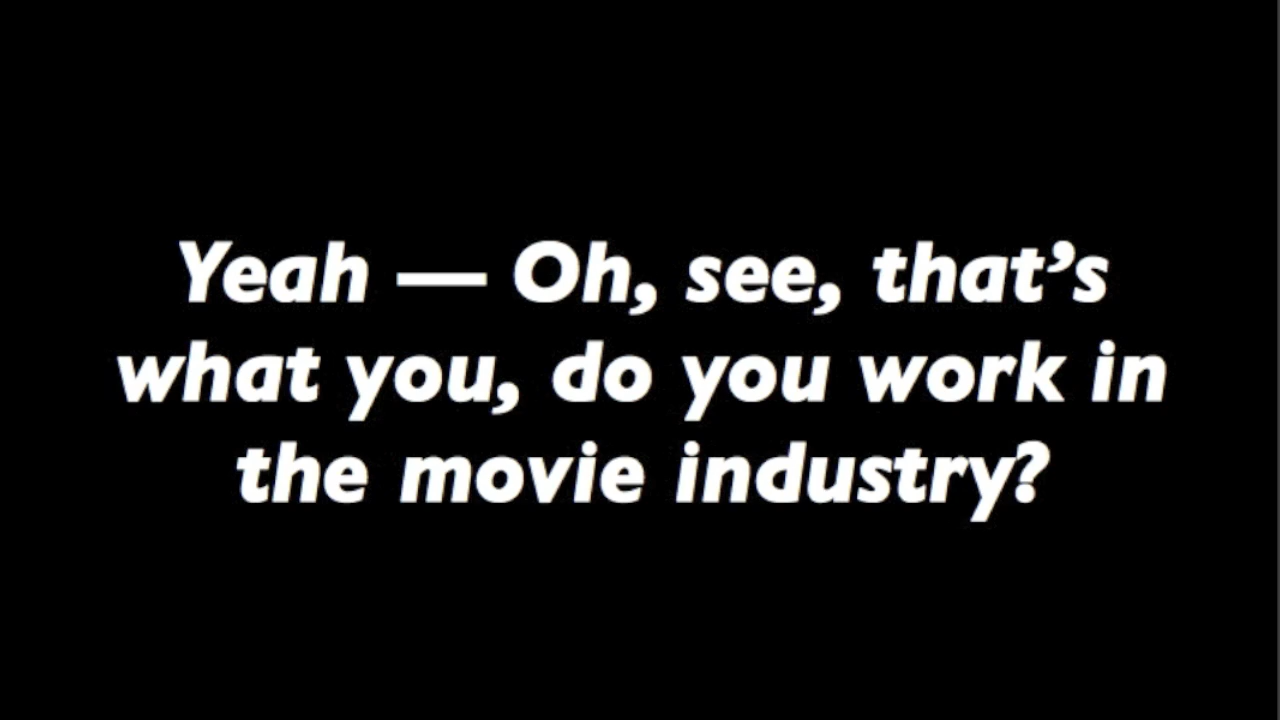 Yeah — Oh, see, that’s
what you, do you work in
the movie industry?